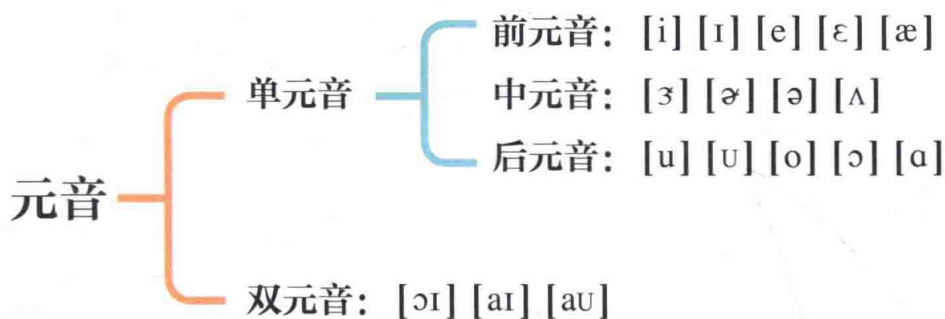 前元音：[i] [ɪ] [e] [ɛ] [æ]
单元音
中元音：[ɜ] [ɚ] [ə] [ʌ]
后元音：[u] [ʊ] [o] [ɔ] [ɑ]
元音
双元音：[ɔɪ] [aɪ] [aʊ]